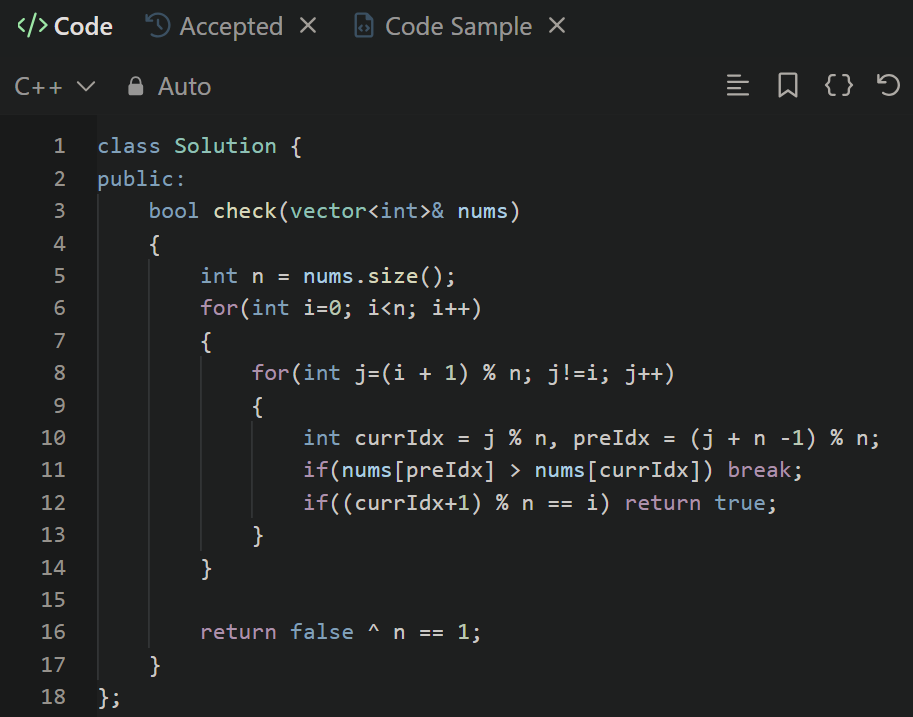 </> Code Accepted × Code Sample ×
C++ Auto {}
1 class Solution {
2 public:
3     bool check(vector<int>& nums)
4     {
5         int n = nums.size();
6         for(int i=0; i<n; i++)
7         {
8             for(int j=(i + 1) % n; j!=i; j++)
9             {
10                 int currIdx = j % n, preIdx = (j + n -1) % n;
11                 if(nums[preIdx] > nums[currIdx]) break;
12                 if((currIdx+1) % n == i) return true;
13             }
14         }
15
16         return false ^ n == 1;
17     }
18 };